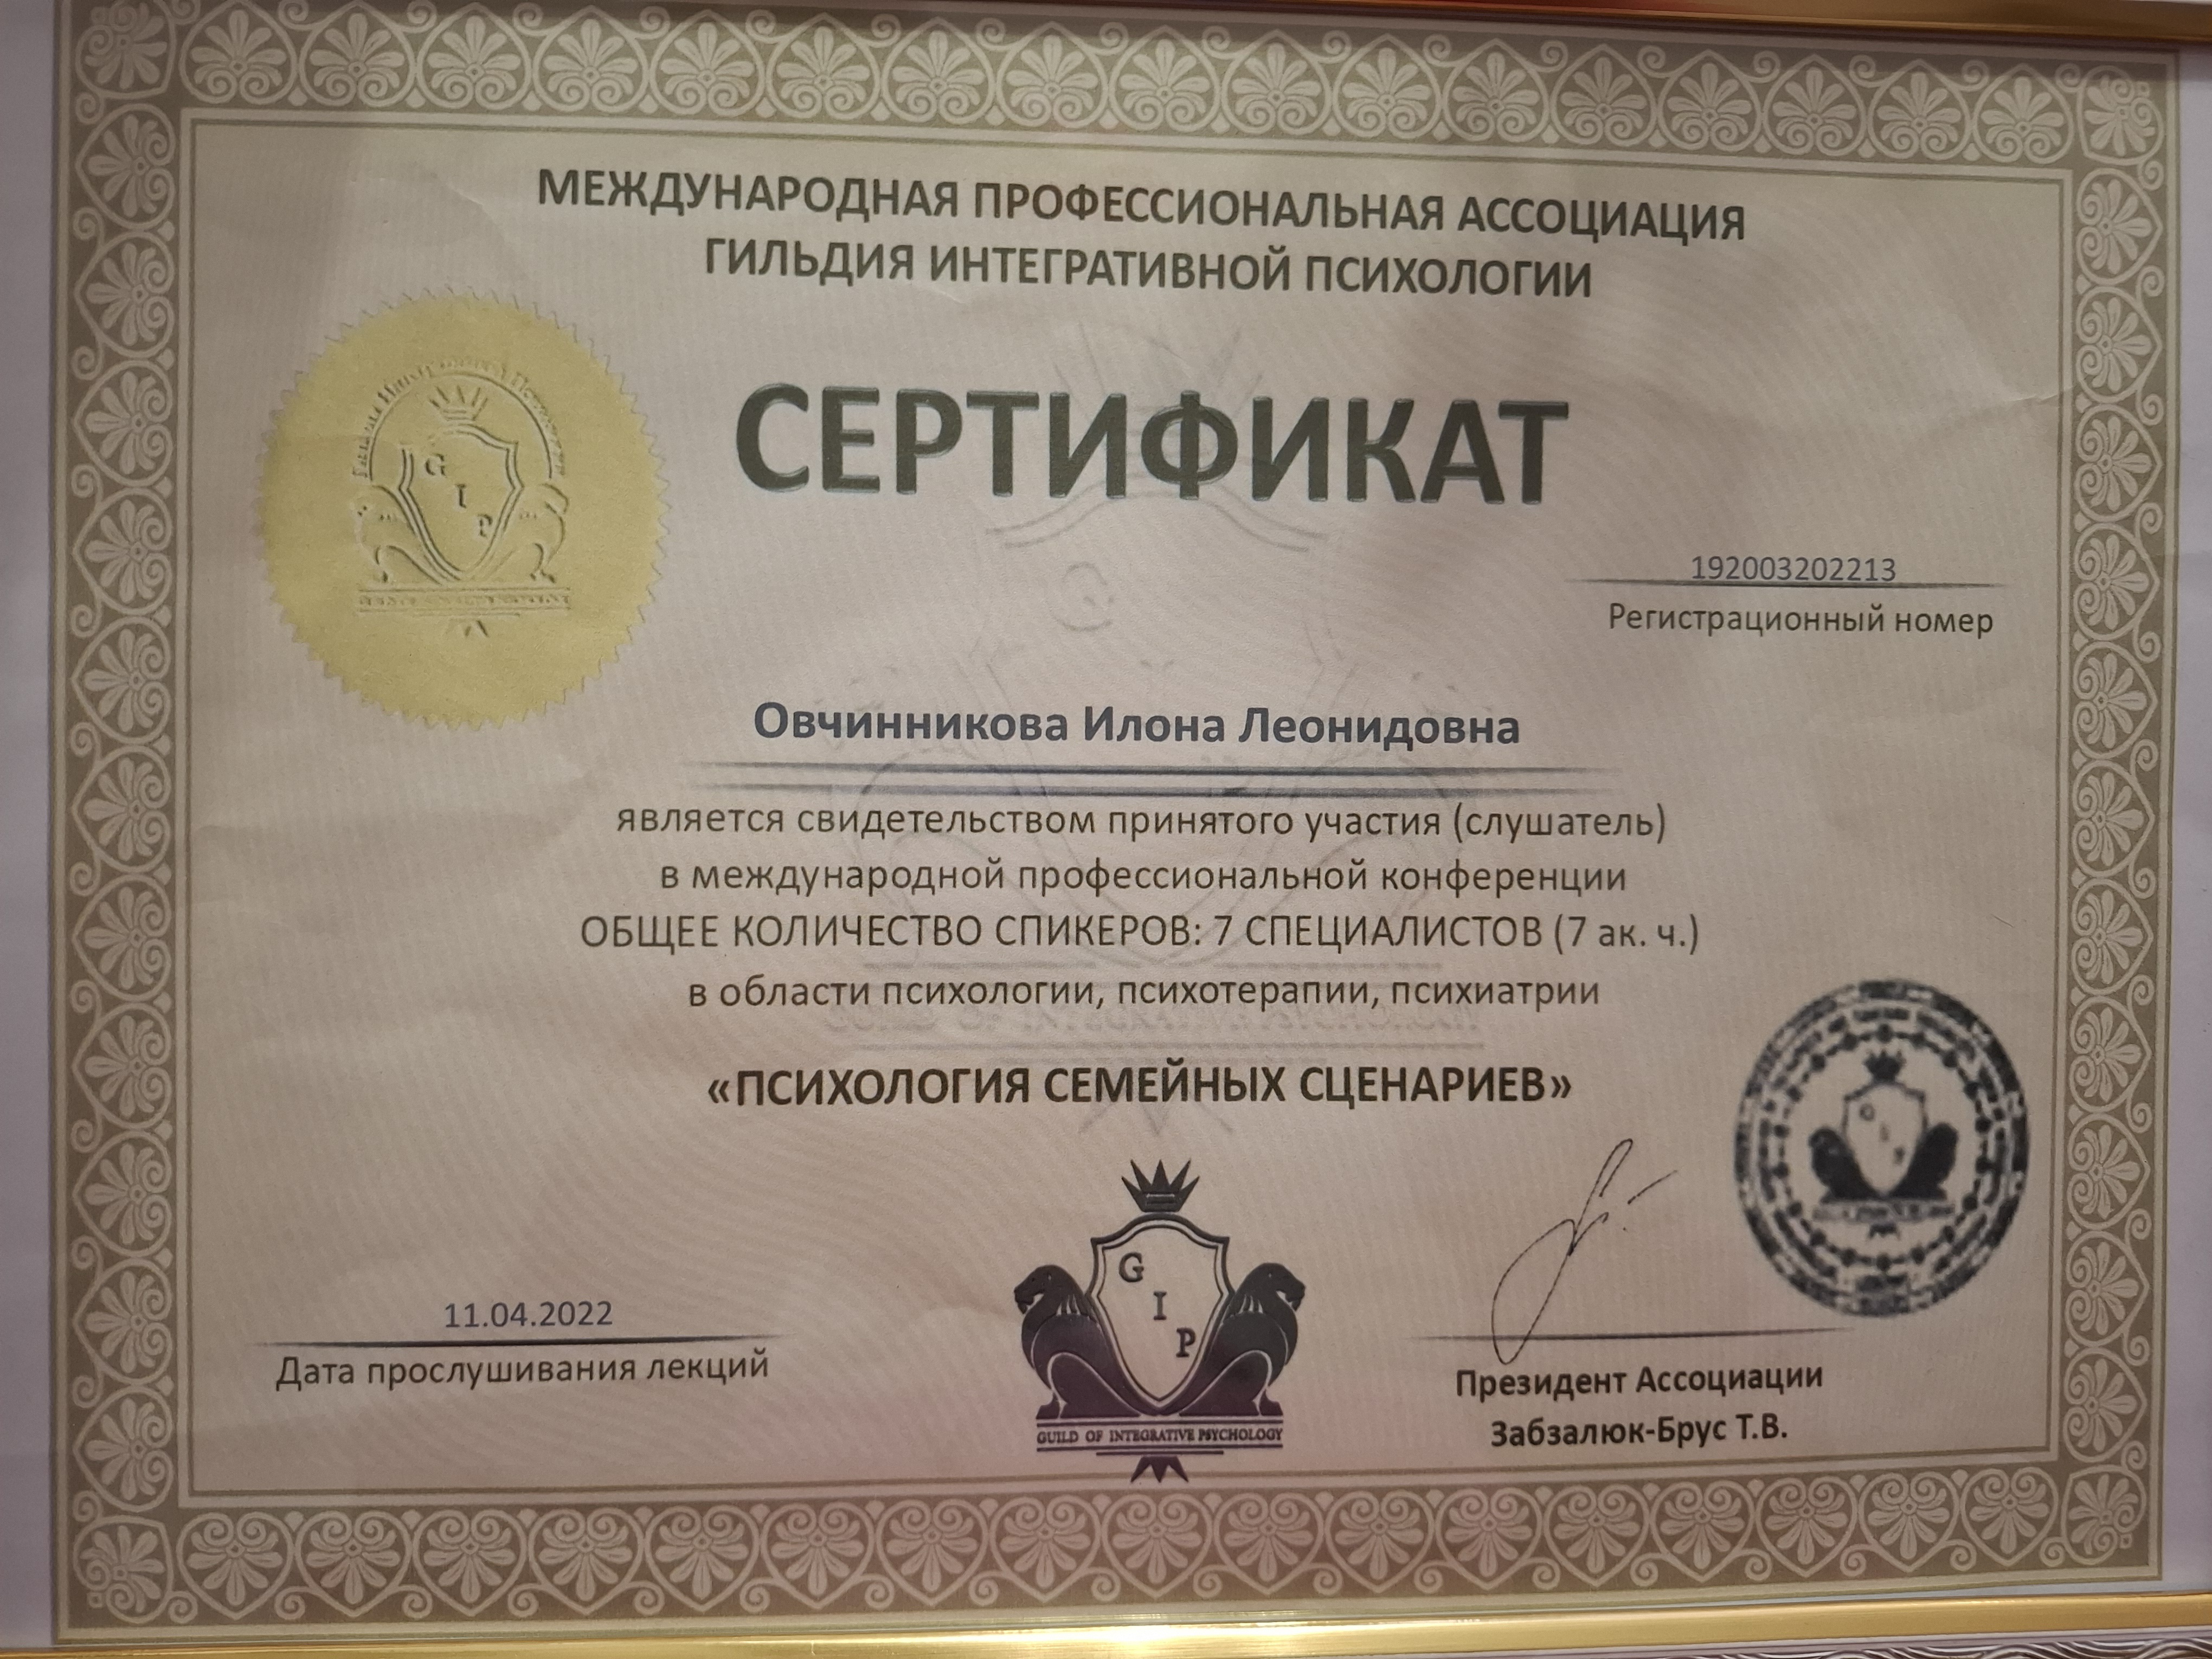 МЕЖДУНАРОДНАЯ ПРОФЕССИОНАЛЬНАЯ АССОЦИАЦИЯ
ГИЛЬДИЯ ИНТЕГРАТИВНОЙ ПСИХОЛОГИИ
G
I
P
СЕРТИФИКАТ
192003202213
Регистрационный номер
Овчинникова Илона Леонидовна
является свидетельством принятого участия (слушатель)
в международной профессиональной конференции
ОБЩЕЕ КОЛИЧЕСТВО СПИКЕРОВ: 7 СПЕЦИАЛИСТОВ (7 ак. ч.)
в области психологии, психотерапии, психиатрии
«ПСИХОЛОГИЯ СЕМЕЙНЫХ СЦЕНАРИЕВ»
11.04.2022
Дата прослушивания лекций
G
I
P
GUILD OF INTEGRATIVE PSYCHOLOGY
Президент Ассоциации
Забзалюк-Брус Т.В.